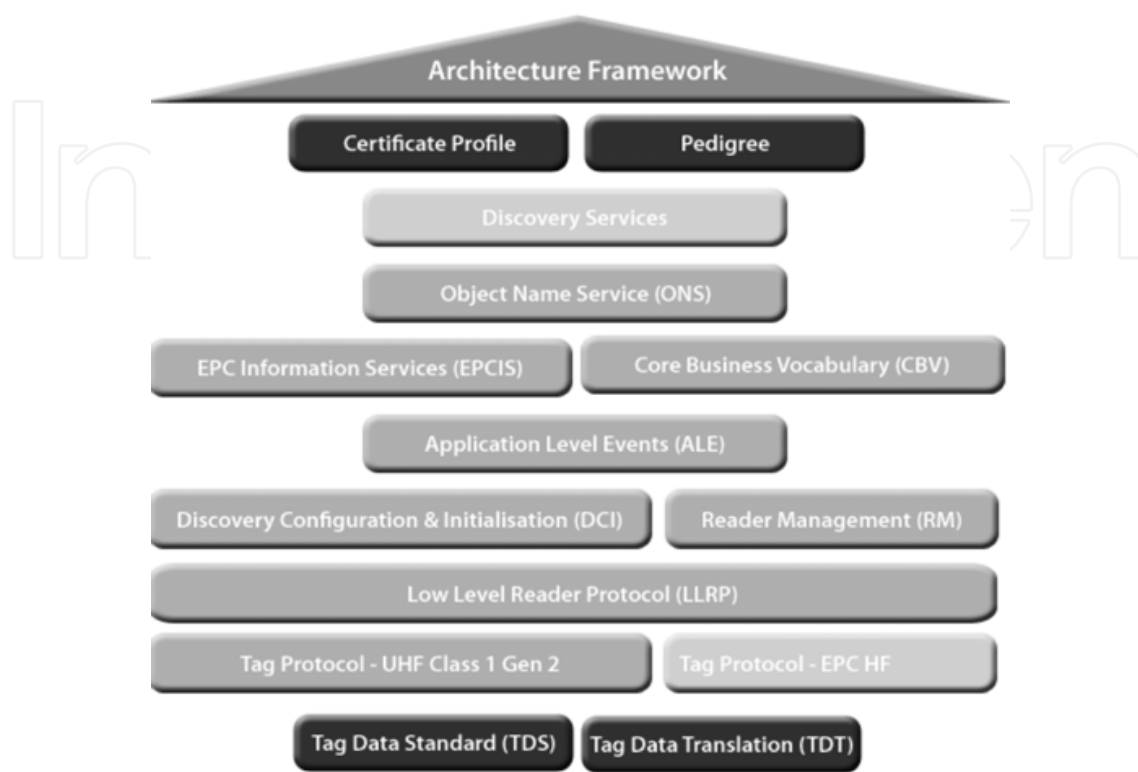 Architecture Framework
Certificate Profile
Pedigree
Discovery Services
Object Name Service (ONS)
EPC Information Services (EPCIS)
Core Business Vocabulary (CBV)
Application Level Events (ALE)
Discovery Configuration & Initialisation (DCI)
Reader Management (RM)
Low Level Reader Protocol (LLRP)
Tag Protocol - UHF Class 1 Gen 2
Tag Protocol - EPC HF
Tag Data Standard (TDS)
Tag Data Translation (TDT)